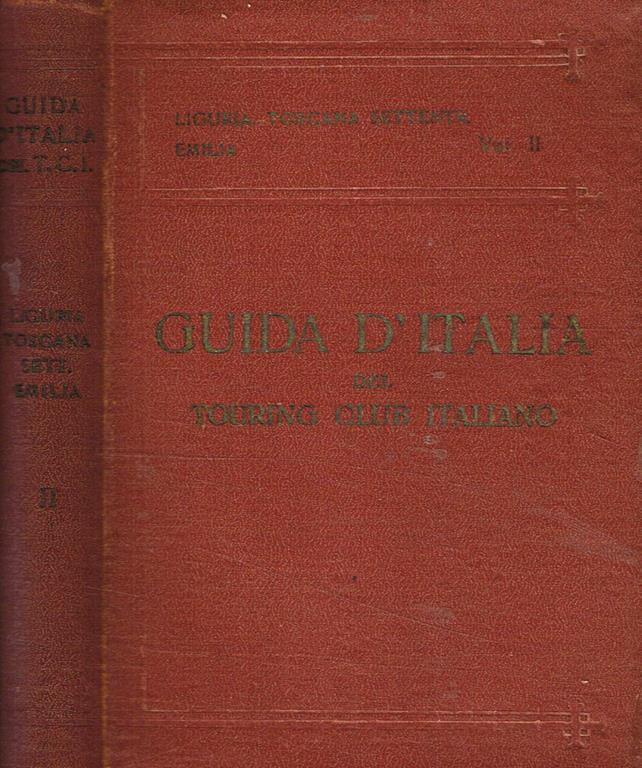 GUIDA
D'ITALIA
DEL T.C.I.
LIGURIA
TOSCANA
SETT.
EMILIA
II
LIGURIA, TOSCANA SETTENTR.
EMILIA Vol II
GUIDA D'ITALIA
DEL
TOURING CLUB ITALIANO